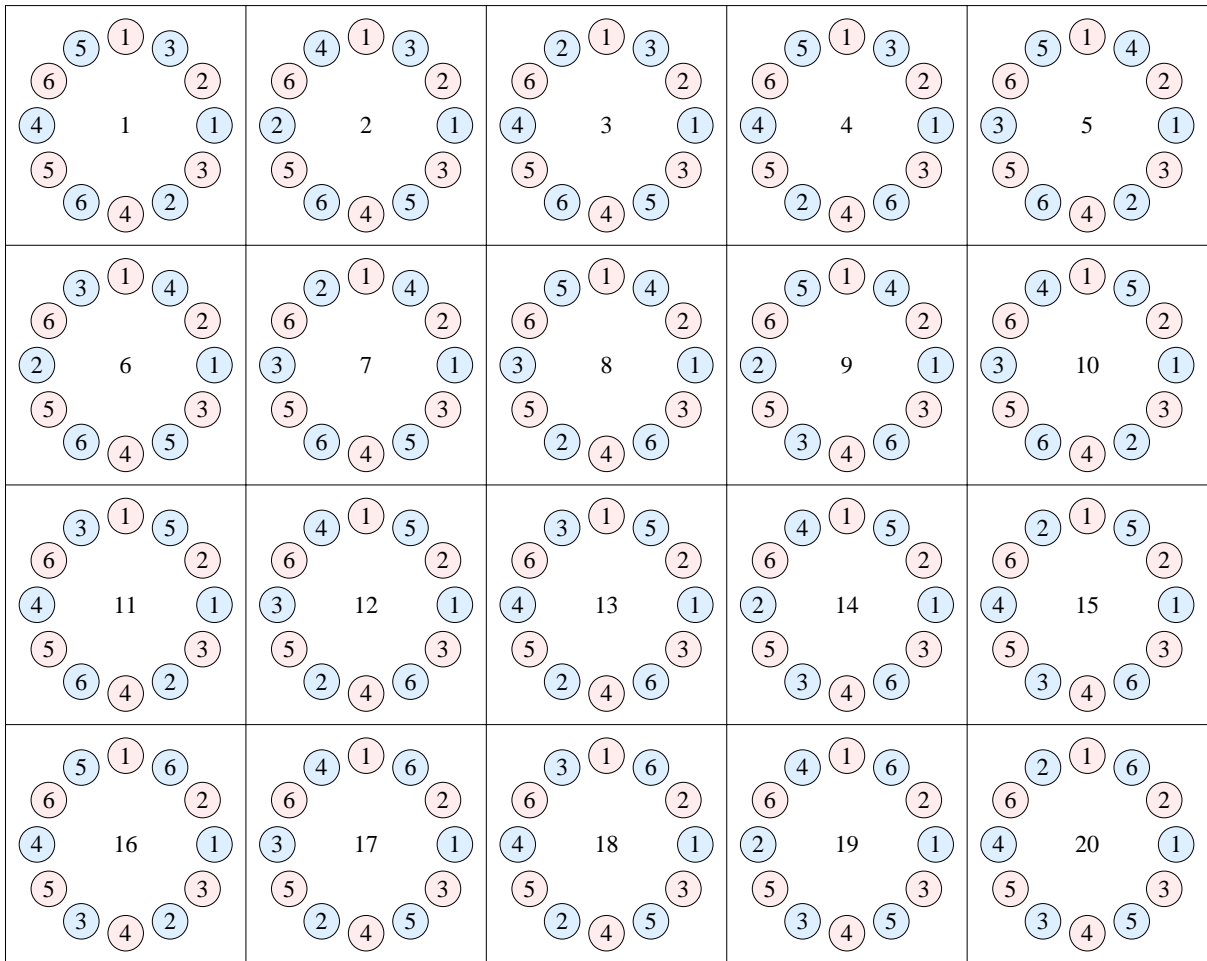 5 1 3
6 2
4 1 1
5 3
6 4 2
4 1 3
6 2
2 2 1
5 3
6 4 5
2 1 3
6 2
4 3 1
5 3
6 4 5
5 1 3
6 2
4 4 1
5 3
2 4 6
5 1 4
6 2
3 5 1
5 3
6 4 2
3 1 4
6 2
2 6 1
5 3
6 4 5
2 1 4
6 2
3 7 1
5 3
6 4 5
5 1 4
6 2
3 8 1
5 3
2 4 6
5 1 4
6 2
2 9 1
5 3
3 4 6
4 1 5
6 2
3 10 1
5 3
6 4 2
3 1 5
6 2
4 11 1
5 3
6 4 2
4 1 5
6 2
3 12 1
5 3
2 4 6
3 1 5
6 2
4 13 1
5 3
2 4 6
4 1 5
6 2
2 14 1
5 3
3 4 6
2 1 5
6 2
4 15 1
5 3
3 4 6
5 1 6
6 2
4 16 1
5 3
3 4 2
4 1 6
6 2
3 17 1
5 3
2 4 5
3 1 6
6 2
4 18 1
5 3
2 4 5
4 1 6
6 2
2 19 1
5 3
3 4 5
2 1 6
6 2
4 20 1
5 3
3 4 5